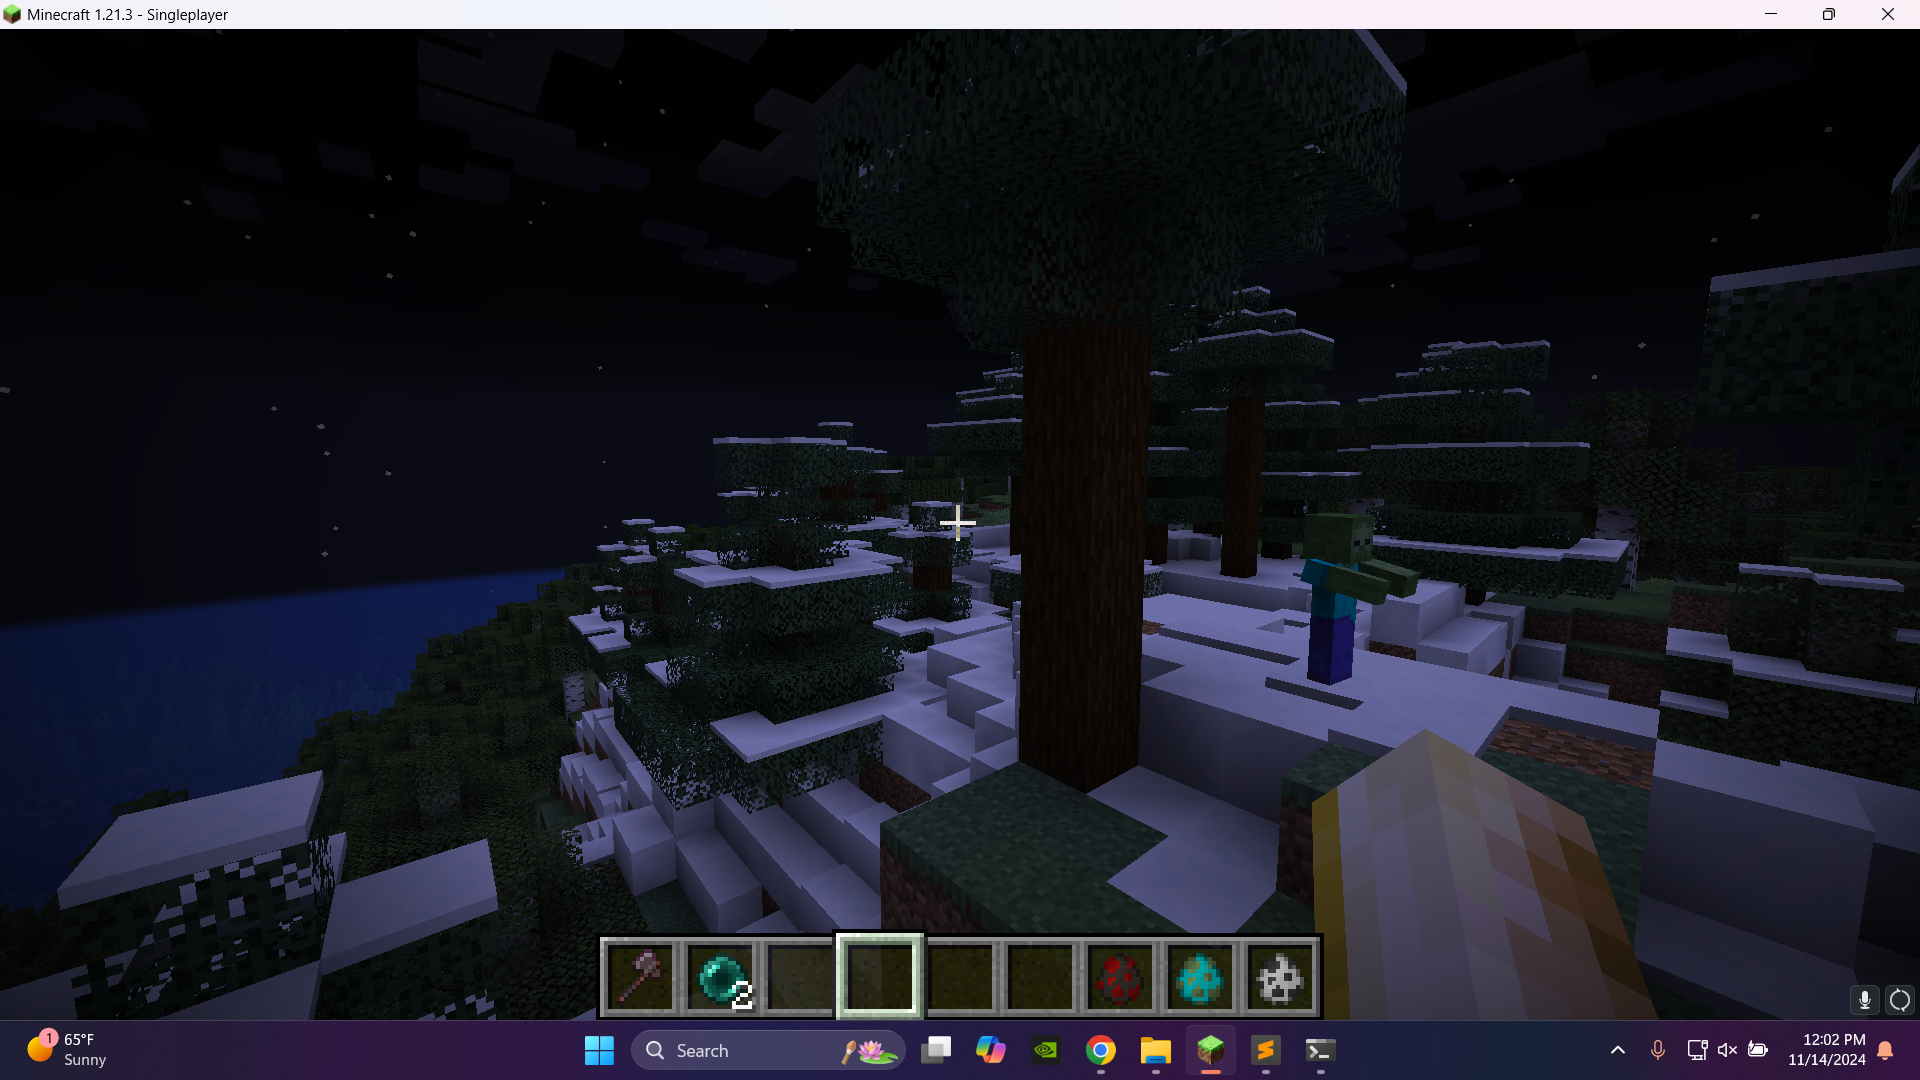 Minecraft 1.21.3 - Singleplayer
2
1
65°F
Sunny
Search
12:02 PM
11/14/2024